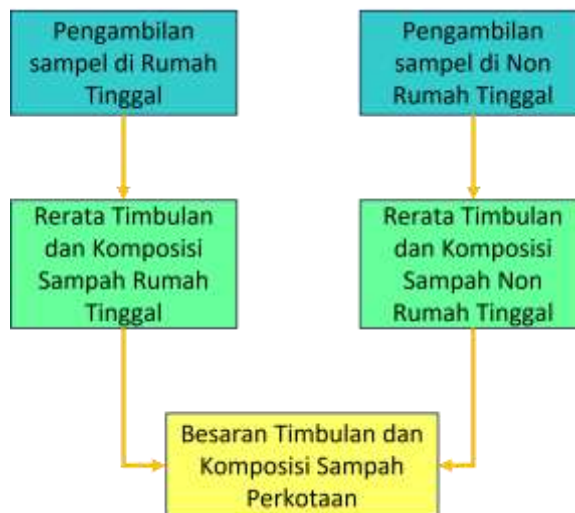 Pengambilan
sampel di Rumah
Tinggal
Pengambilan
sampel di Non
Rumah Tinggal
Rerata Timbulan
dan Komposisi
Sampah Rumah
Tinggal
Rerata Timbulan
dan Komposisi
Sampah Non
Rumah Tinggal
Besaran Timbulan dan
Komposisi Sampah
Perkotaan